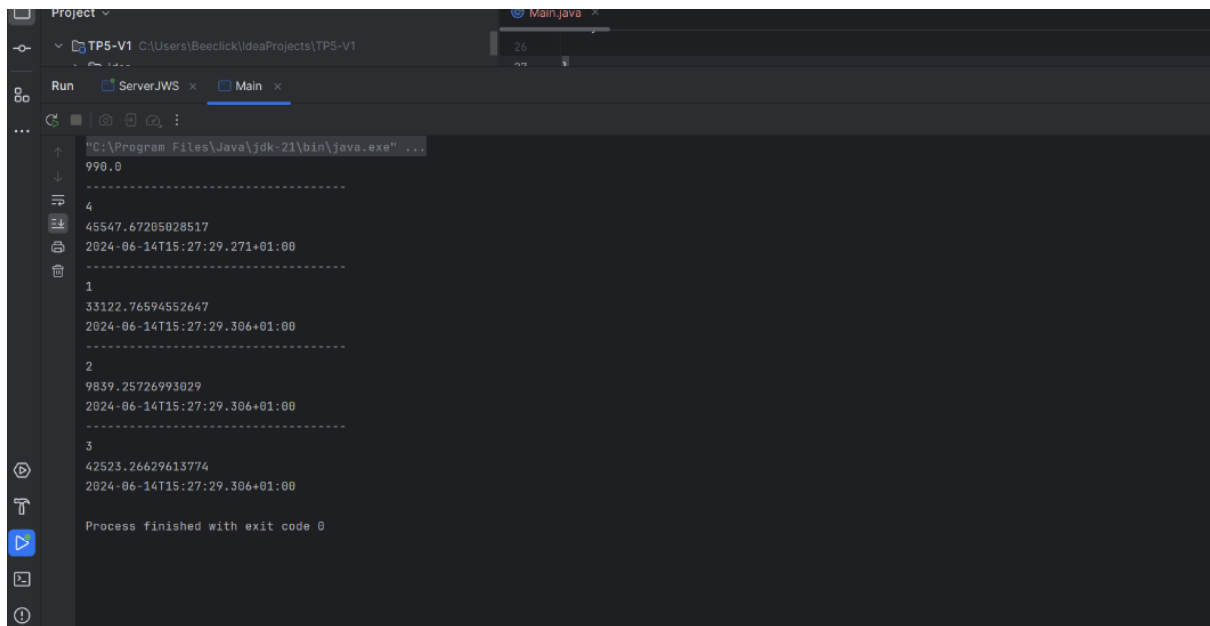 Project
Main.java
TP5-V1 C:\Users\Beeclick\IdeaProjects\TP5-V1
26
27 }
Run ServerJWS Main
"C:\Program Files\Java\jdk-21\bin\java.exe" ...
990.0
------------------------------------
4
45547.67205028517
2024-06-14T15:27:29.271+01:00
------------------------------------
1
33122.76594552647
2024-06-14T15:27:29.306+01:00
------------------------------------
2
9839.25726993029
2024-06-14T15:27:29.306+01:00
------------------------------------
3
42523.26629613774
2024-06-14T15:27:29.306+01:00
Process finished with exit code 0